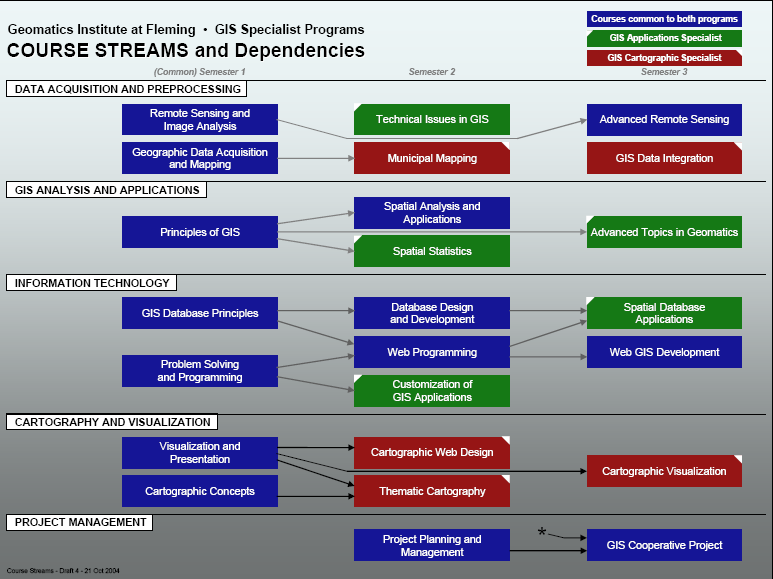 Geomatics Institute at Fleming • GIS Specialist Programs
COURSE STREAMS and Dependencies
Courses common to both programs
GIS Applications Specialist
GIS Cartographic Specialist
(Common) Semester 1
Semester 2
Semester 3
DATA ACQUISITION AND PREPROCESSING
Remote Sensing and
Image Analysis
Technical Issues in GIS
Advanced Remote Sensing
Geographic Data Acquisition
and Mapping
Municipal Mapping
GIS Data Integration
GIS ANALYSIS AND APPLICATIONS
Principles of GIS
Spatial Analysis and
Applications
Spatial Statistics
Advanced Topics in Geomatics
INFORMATION TECHNOLOGY
GIS Database Principles
Database Design
and Development
Spatial Database
Applications
Problem Solving
and Programming
Web Programming
Web GIS Development
Customization of
GIS Applications
CARTOGRAPHY AND VISUALIZATION
Visualization and
Presentation
Cartographic Web Design
Cartographic Visualization
Cartographic Concepts
Thematic Cartography
PROJECT MANAGEMENT
Project Planning and
Management
*
GIS Cooperative Project
Course Streams - Draft 4 - 21 Oct 2004